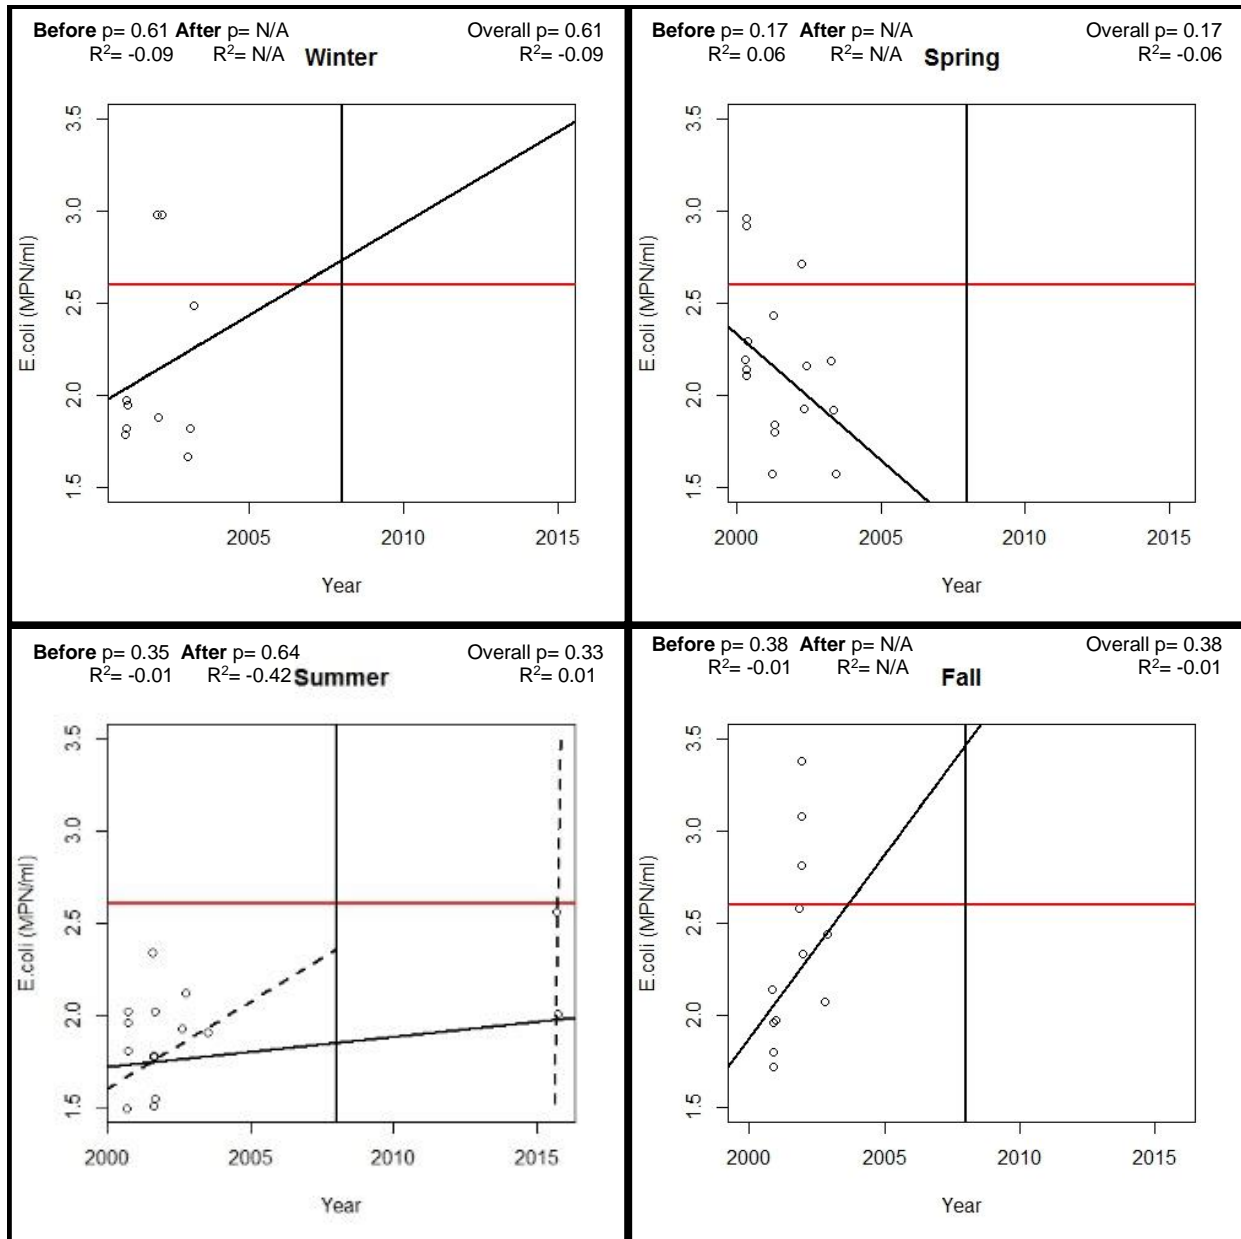 Before p= 0.61 After p= N/A Overall p= 0.61
R²= -0.09 R²= N/A Winter R²= -0.09
3.5
3.0
2.5
2.0
1.5
E.coli (MPN/ml)
2005 2010 2015
Year
Before p= 0.17 After p= N/A Overall p= 0.17
R²= 0.06 R²= N/A Spring R²= -0.06
3.5
3.0
2.5
2.0
1.5
E.coli (MPN/ml)
2000 2005 2010 2015
Year
Before p= 0.35 After p= 0.64 Overall p= 0.33
R²= -0.01 R²= -0.42 Summer R²= 0.01
3.5
3.0
2.5
2.0
1.5
E.coli (MPN/ml)
2000 2005 2010 2015
Year
Before p= 0.38 After p= N/A Overall p= 0.38
R²= -0.01 R²= N/A Fall R²= -0.01
3.5
3.0
2.5
2.0
1.5
E.coli (MPN/ml)
2000 2005 2010 2015
Year